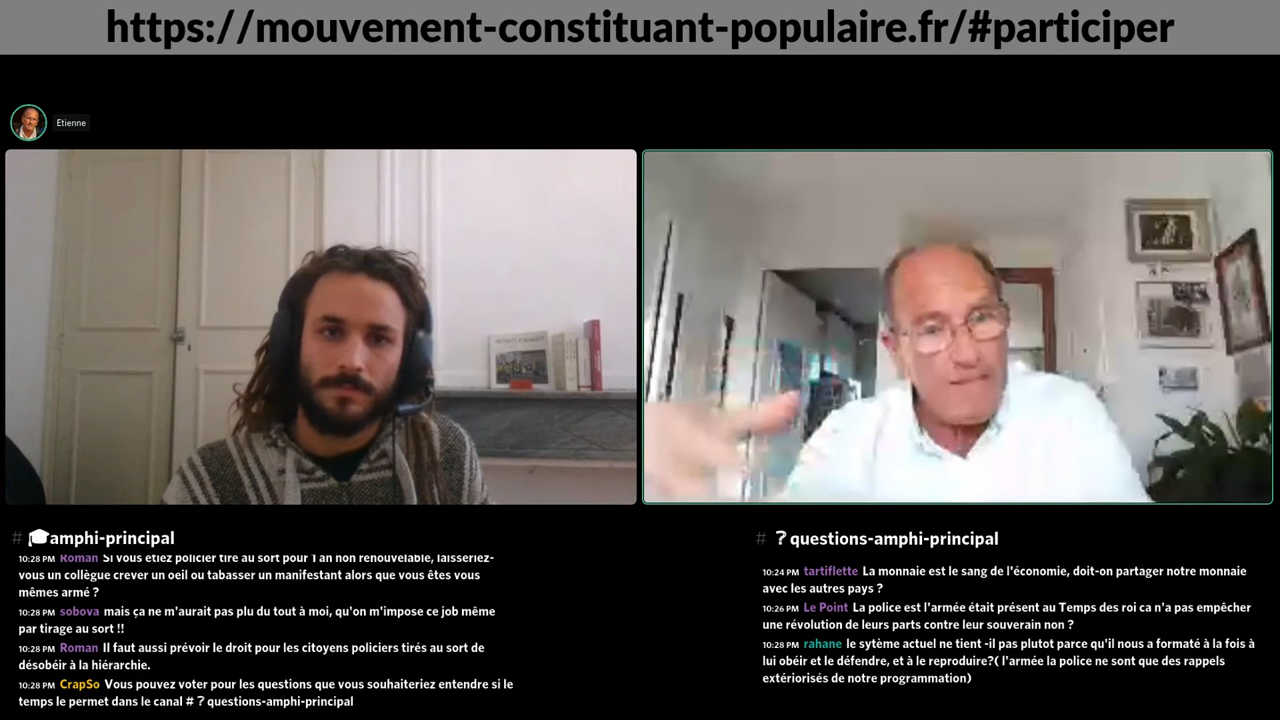 https://mouvement-constituant-populaire.fr/#participer
Etienne
# 🎓amphi-principal
10:28 PM Roman Si vous étiez policier tiré au sort pour 1 an non renouvelable, laisseriez-
vous un collègue crever un oeil ou tabasser un manifestant alors que vous êtes vous
mêmes armé ?
10:28 PM sobova mais ça ne m'aurait pas plu du tout à moi, qu'on m'impose ce job même
par tirage au sort !!
10:28 PM Roman Il faut aussi prévoir le droit pour les citoyens policiers tirés au sort de
désobéir à la hiérarchie.
10:28 PM CrapSo Vous pouvez voter pour les questions que vous souhaiteriez entendre si le
temps le permet dans le canal # ? questions-amphi-principal
# ? questions-amphi-principal
10:24 PM tartiflette La monnaie est le sang de l'économie, doit-on partager notre monnaie
avec les autres pays ?
10:26 PM Le Point La police est l'armée était présent au Temps des roi ca n'a pas empêcher
une révolution de leurs parts contre leur souverain non ?
10:28 PM rahane le sytème actuel ne tient -il pas plutot parce qu'il nous a formaté à la fois à
lui obéir et le défendre, et à le reproduire?( l'armée la police ne sont que des rappels
extériorisés de notre programmation)